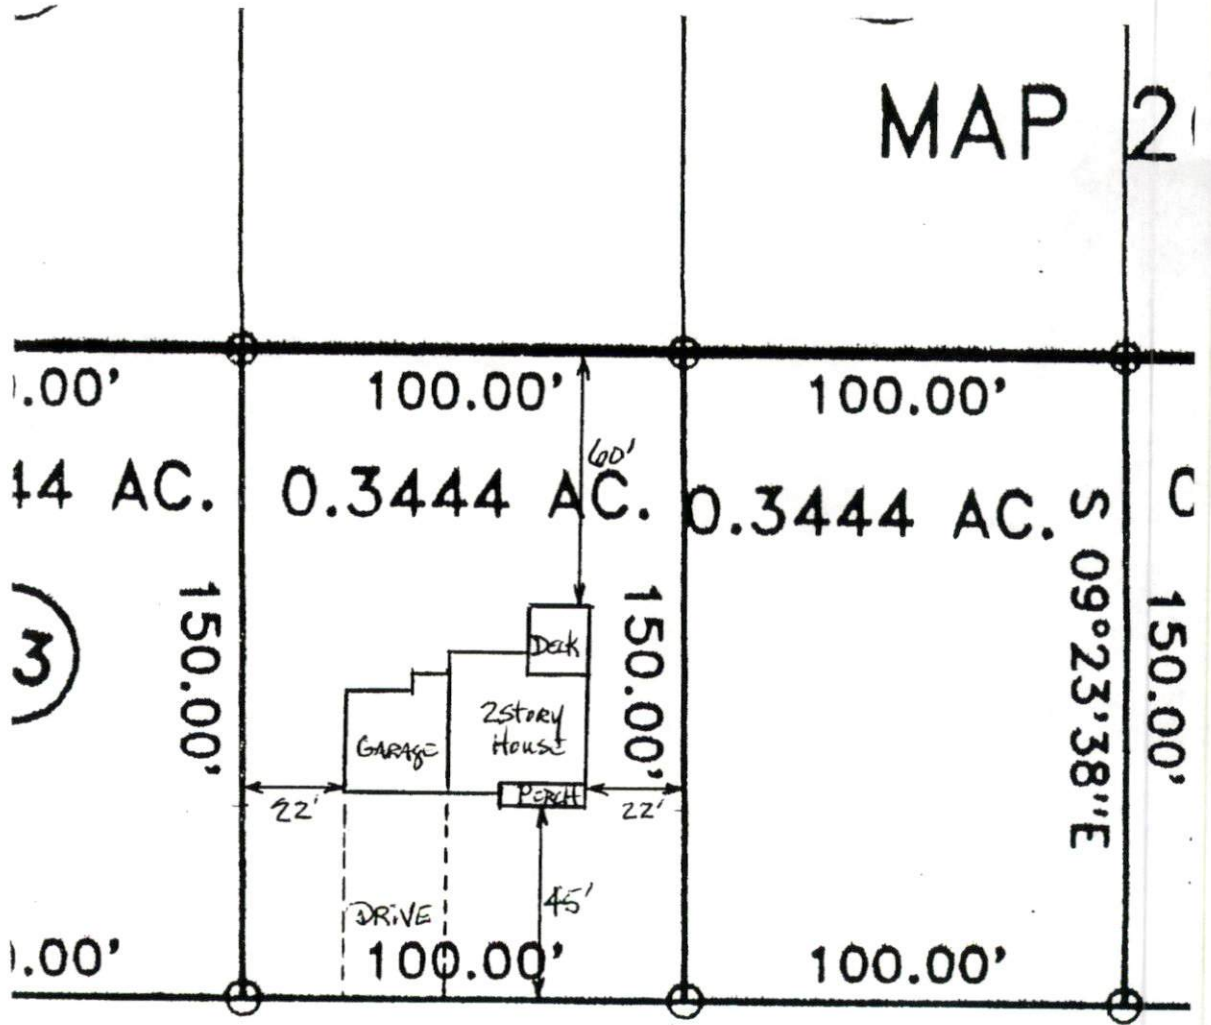 MAP 2
.00' 100.00' 100.00'
60'
44 AC. 0.3444 AC. 0.3444 AC.
S 09°23'38"E
150.00' 150.00' 150.00'
3
Deck
2 Story
House
GARAGE
PORCH
22' 22'
45'
DRIVE
.00' 100.00' 100.00'